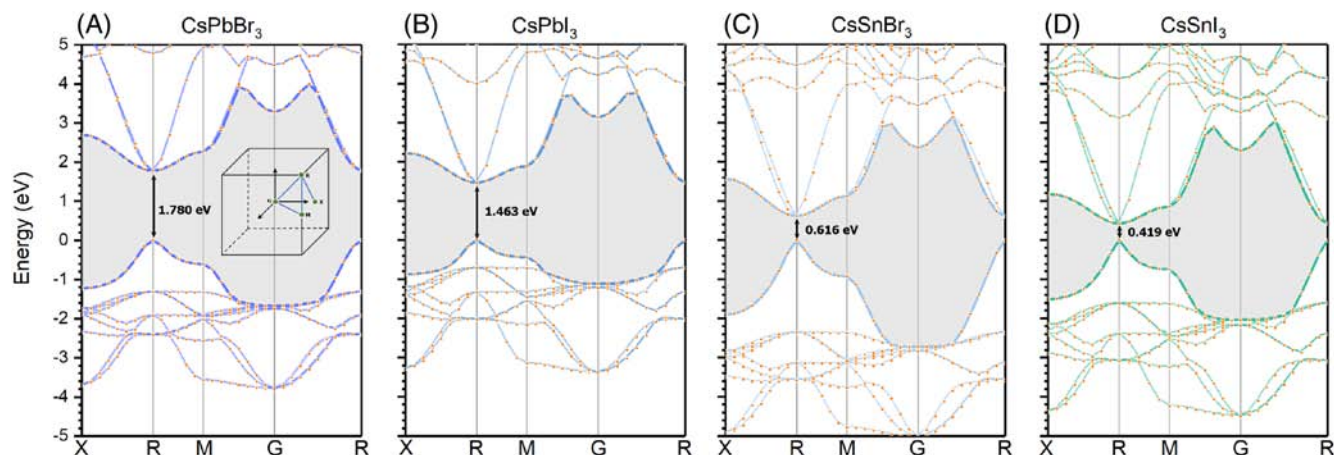 (A) CsPbBr₃ (B) CsPbI₃ (C) CsSnBr₃ (D) CsSnI₃
5
4
3
2
1
0
-1
-2
-3
-4
-5
Energy (eV)
1.780 eV
1.463 eV
0.616 eV
0.419 eV
X R M G R X R M G R X R M G R X R M G R